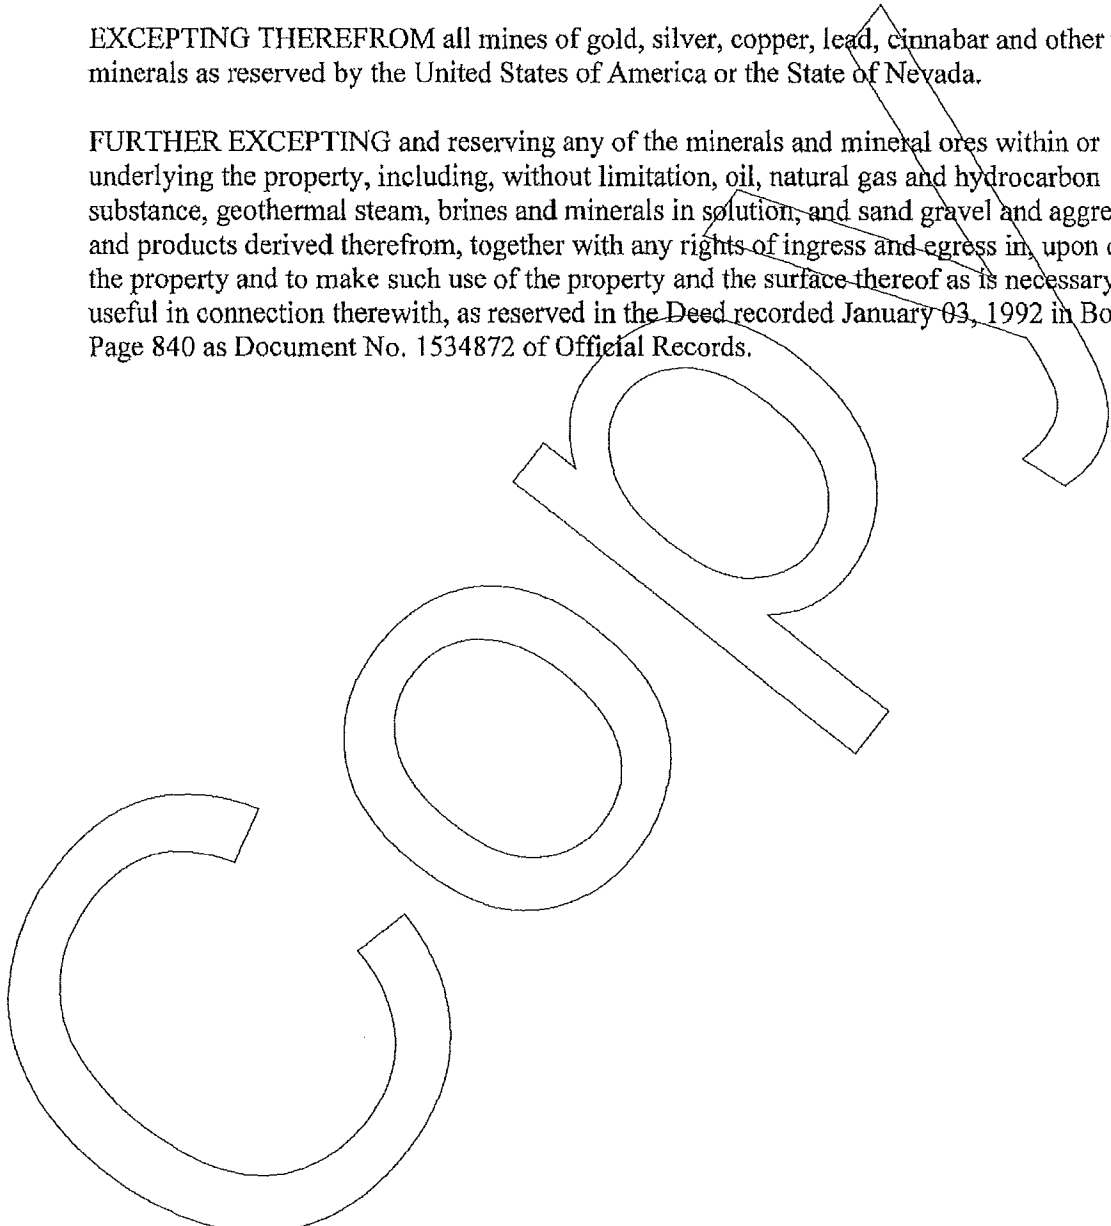 EXCEPTING THEREFROM all mines of gold, silver, copper, lead, cinnabar and other
minerals as reserved by the United States of America or the State of Nevada.
FURTHER EXCEPTING and reserving any of the minerals and mineral ores within or
underlying the property, including, without limitation, oil, natural gas and hydrocarbon
substance, geothermal steam, brines and minerals in solution, and sand gravel and aggre
and products derived therefrom, together with any rights of ingress and egress in, upon
the property and to make such use of the property and the surface thereof as is necessary
useful in connection therewith, as reserved in the Deed recorded January 03, 1992 in Bo
Page 840 as Document No. 1534872 of Official Records.
Copy